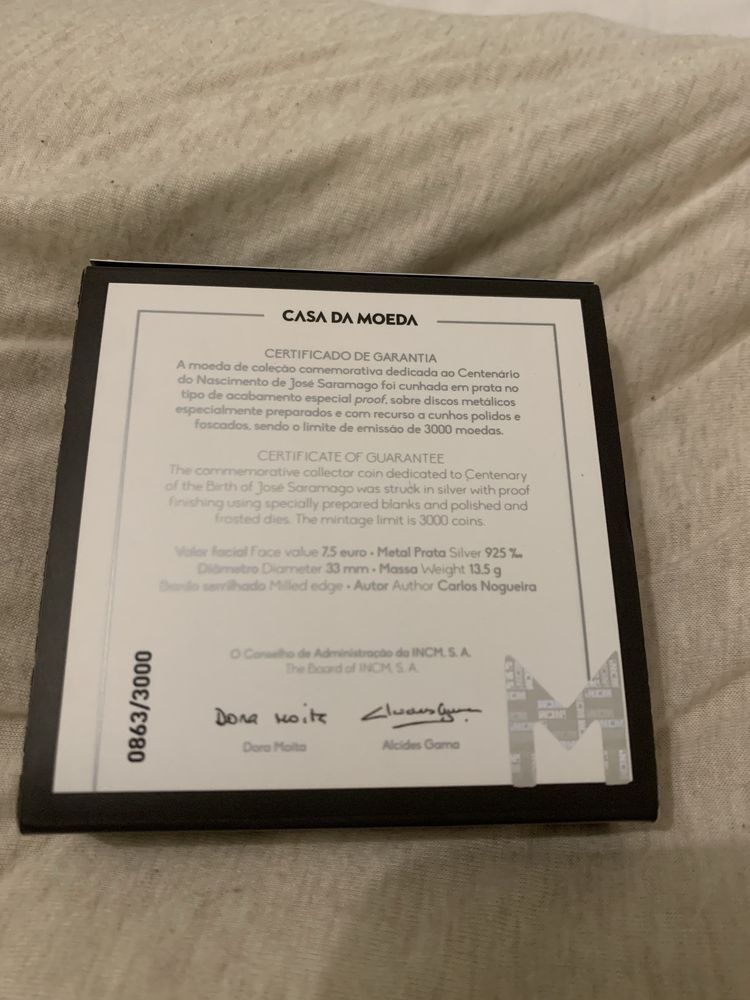 CASA DA MOEDA
CERTIFICADO DE GARANTIA
A moeda de coleção comemorativa dedicada ao Centenário
do Nascimento de José Saramago foi cunhada em prata no
tipo de acabamento especial proof, sobre discos metálicos
especialmente preparados e com recurso a cunhos polidos e
foscados, sendo o limite de emissão de 3000 moedas.
CERTIFICATE OF GUARANTEE
The commemorative collector coin dedicated to Centenary
of the Birth of José Saramago was struck in silver with proof
finishing using specially prepared blanks and polished and
frosted dies. The mintage limit is 3000 coins.
Valor facial Face value 7,5 euro • Metal Prata Silver 925 ‰
Diâmetro Diameter 33 mm • Massa Weight 13.5 g
Bordo serrilhado Milled edge • Autor Author Carlos Nogueira
O Conselho de Administração da INCM, S. A.
The Board of INCM, S. A.
Dora Moita
Dora Moita
Alcides Gama
0863/3000
INCM